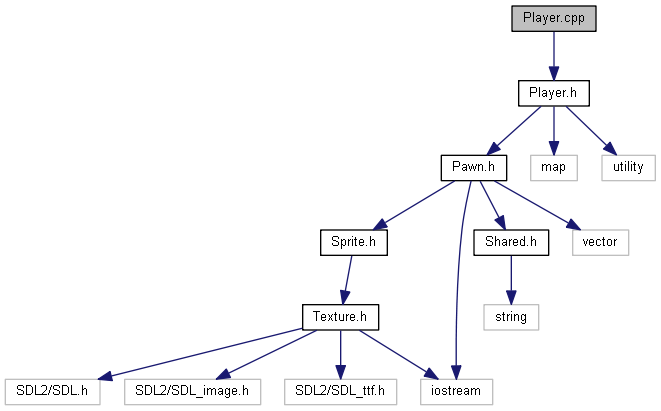 Player.cpp
Player.h
Pawn.h
map
utility
Sprite.h
Shared.h
vector
Texture.h
string
SDL2/SDL.h
SDL2/SDL_image.h
SDL2/SDL_ttf.h
iostream